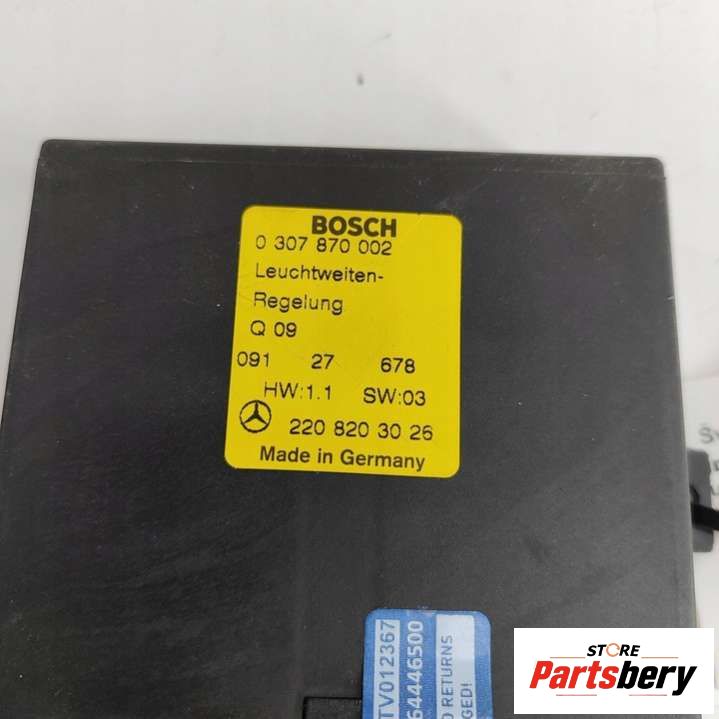 BOSCH
0 307 870 002
Leuchtweiten-
Regelung
Q 09
091 27 678
HW:1.1 SW:03
220 820 30 26
Made in Germany
TV012367
64446500
RETURNS
STORE
Partsbery